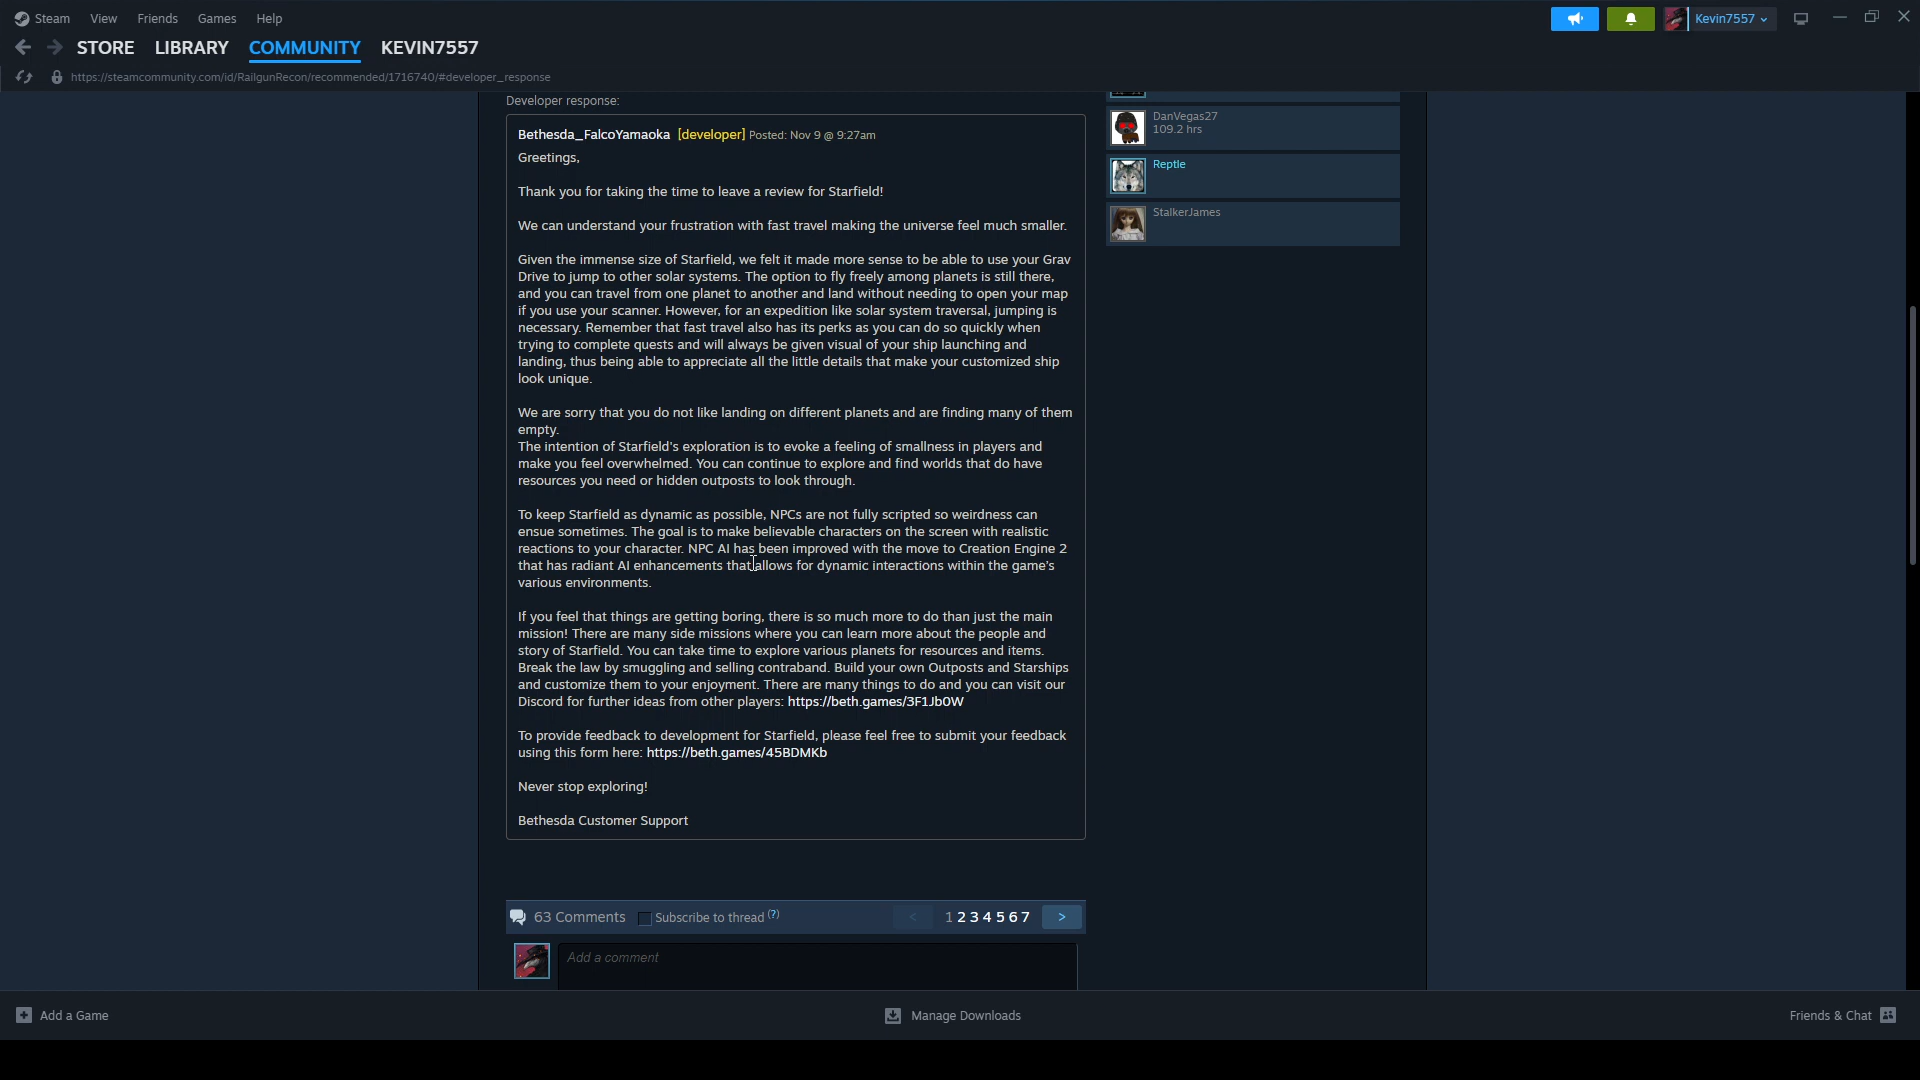 Steam View Friends Games Help
Kevin7557
STORE LIBRARY COMMUNITY KEVIN7557
https://steamcommunity.com/id/RailgunRecon/recommended/1716740/#developer_response
Developer response:
Bethesda_FalcoYamaoka [developer] Posted: Nov 9 @ 9:27am
Greetings,
Thank you for taking the time to leave a review for Starfield!
We can understand your frustration with fast travel making the universe feel much smaller.
Given the immense size of Starfield, we felt it made more sense to be able to use your Grav
Drive to jump to other solar systems. The option to fly freely among planets is still there,
and you can travel from one planet to another and land without needing to open your map
if you use your scanner. However, for an expedition like solar system traversal, jumping is
necessary. Remember that fast travel also has its perks as you can do so quickly when
trying to complete quests and will always be given visual of your ship launching and
landing, thus being able to appreciate all the little details that make your customized ship
look unique.
We are sorry that you do not like landing on different planets and are finding many of them
empty.
The intention of Starfield's exploration is to evoke a feeling of smallness in players and
make you feel overwhelmed. You can continue to explore and find worlds that do have
resources you need or hidden outposts to look through.
To keep Starfield as dynamic as possible, NPCs are not fully scripted so weirdness can
ensue sometimes. The goal is to make believable characters on the screen with realistic
reactions to your character. NPC AI has been improved with the move to Creation Engine 2
that has radiant AI enhancements that allows for dynamic interactions within the game's
various environments.
If you feel that things are getting boring, there is so much more to do than just the main
mission! There are many side missions where you can learn more about the people and
story of Starfield. You can take time to explore various planets for resources and items.
Break the law by smuggling and selling contraband. Build your own Outposts and Starships
and customize them to your enjoyment. There are many things to do and you can visit our
Discord for further ideas from other players: https://beth.games/3F1Jb0W
To provide feedback to development for Starfield, please feel free to submit your feedback
using this form here: https://beth.games/45BDMKb
Never stop exploring!
Bethesda Customer Support
DanVegas27
109.2 hrs
Reptle
StalkerJames
63 Comments Subscribe to thread (?) < 1 2 3 4 5 6 7 >
Add a comment
Add a Game
Manage Downloads
Friends & Chat